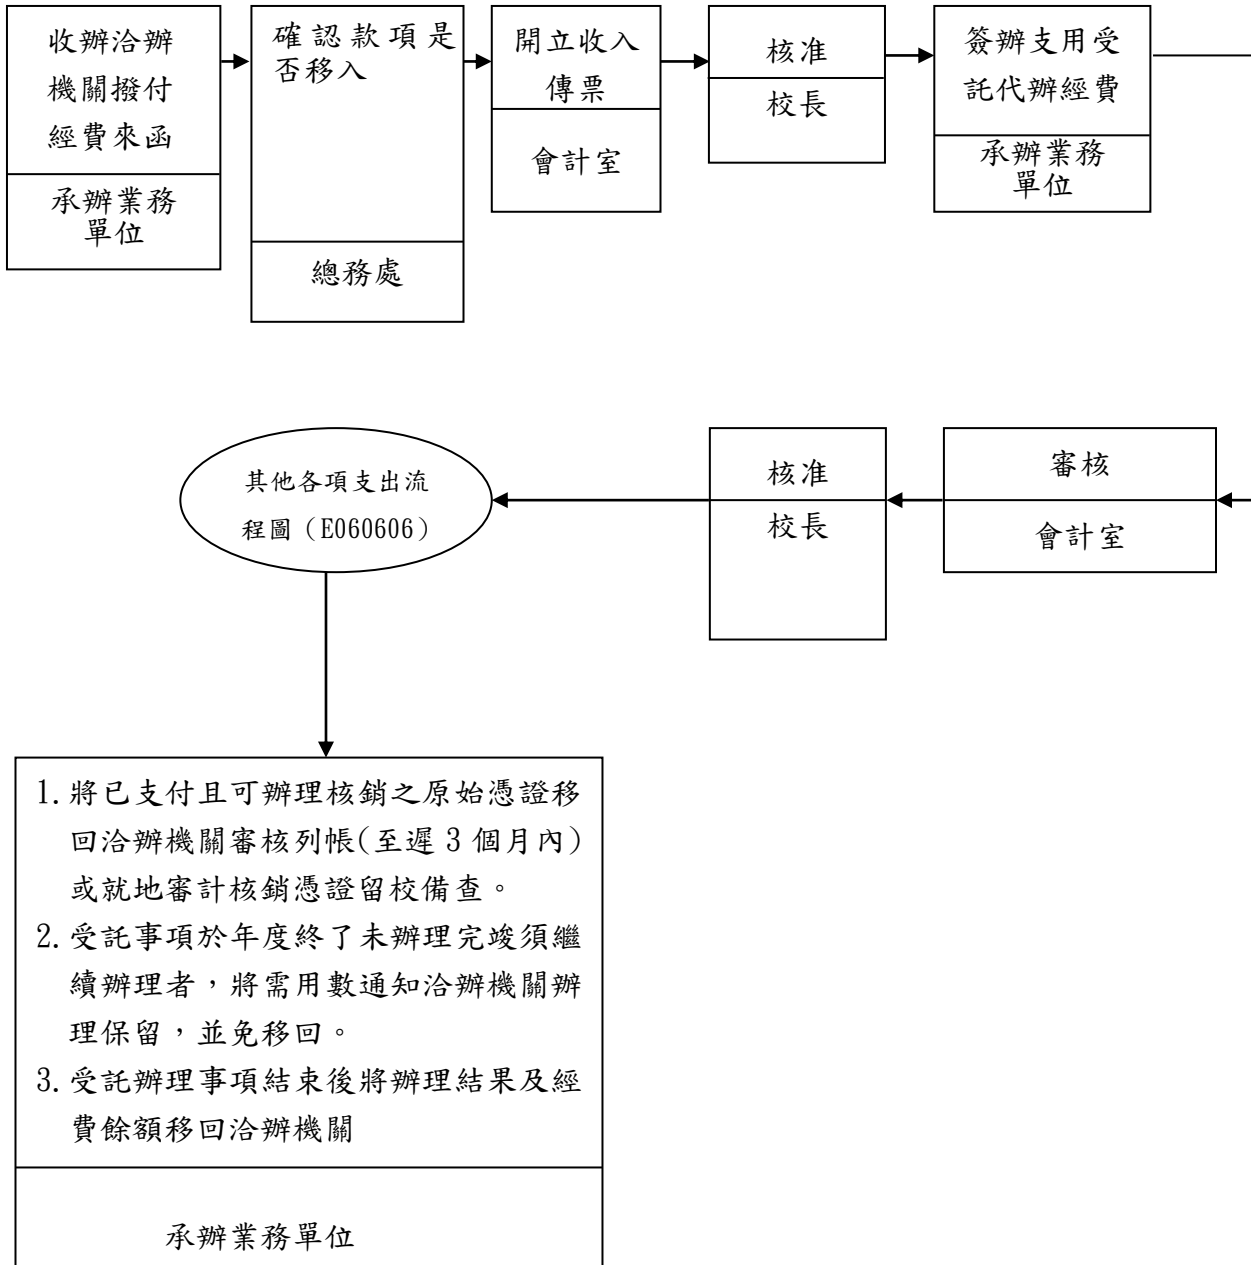 收辦洽辦
機關撥付
經費來函
承辦業務
單位
確認款項是
否移入
總務處
開立收入
傳票
會計室
核准
校長
簽辦支用受
託代辦經費
承辦業務
單位
審核
會計室
核准
校長
其他各項支出流
程圖（E060606）
1. 將已支付且可辦理核銷之原始憑證移
回洽辦機關審核列帳(至遲 3 個月內)
或就地審計核銷憑證留校備查。
2. 受託事項於年度終了未辦理完竣須繼
續辦理者，將需用數通知洽辦機關辦
理保留，並免移回。
3. 受託辦理事項結束後將辦理結果及經
費餘額移回洽辦機關
承辦業務單位